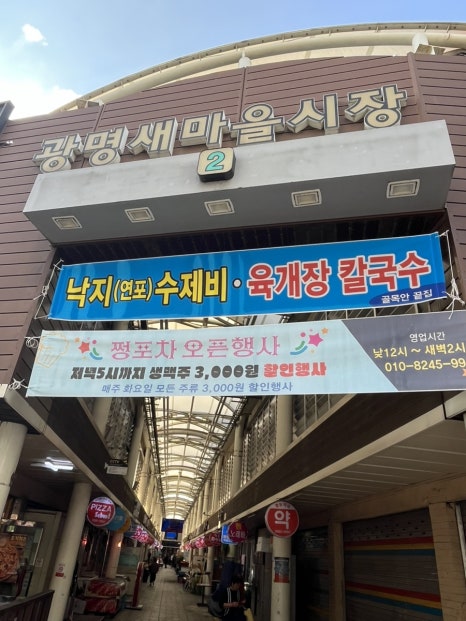 광명새마을시장
2
낙지(연포)수제비·육개장 칼국수
골목안 끝집
쩡포차 오픈행사
저녁5시까지 생맥주 3,000원 할인행사
매주 화요일 모든 주류 3,000원 할인행사
영업시간
낮12시 ~ 새벽2시
010-8245-99
PIZZA
약